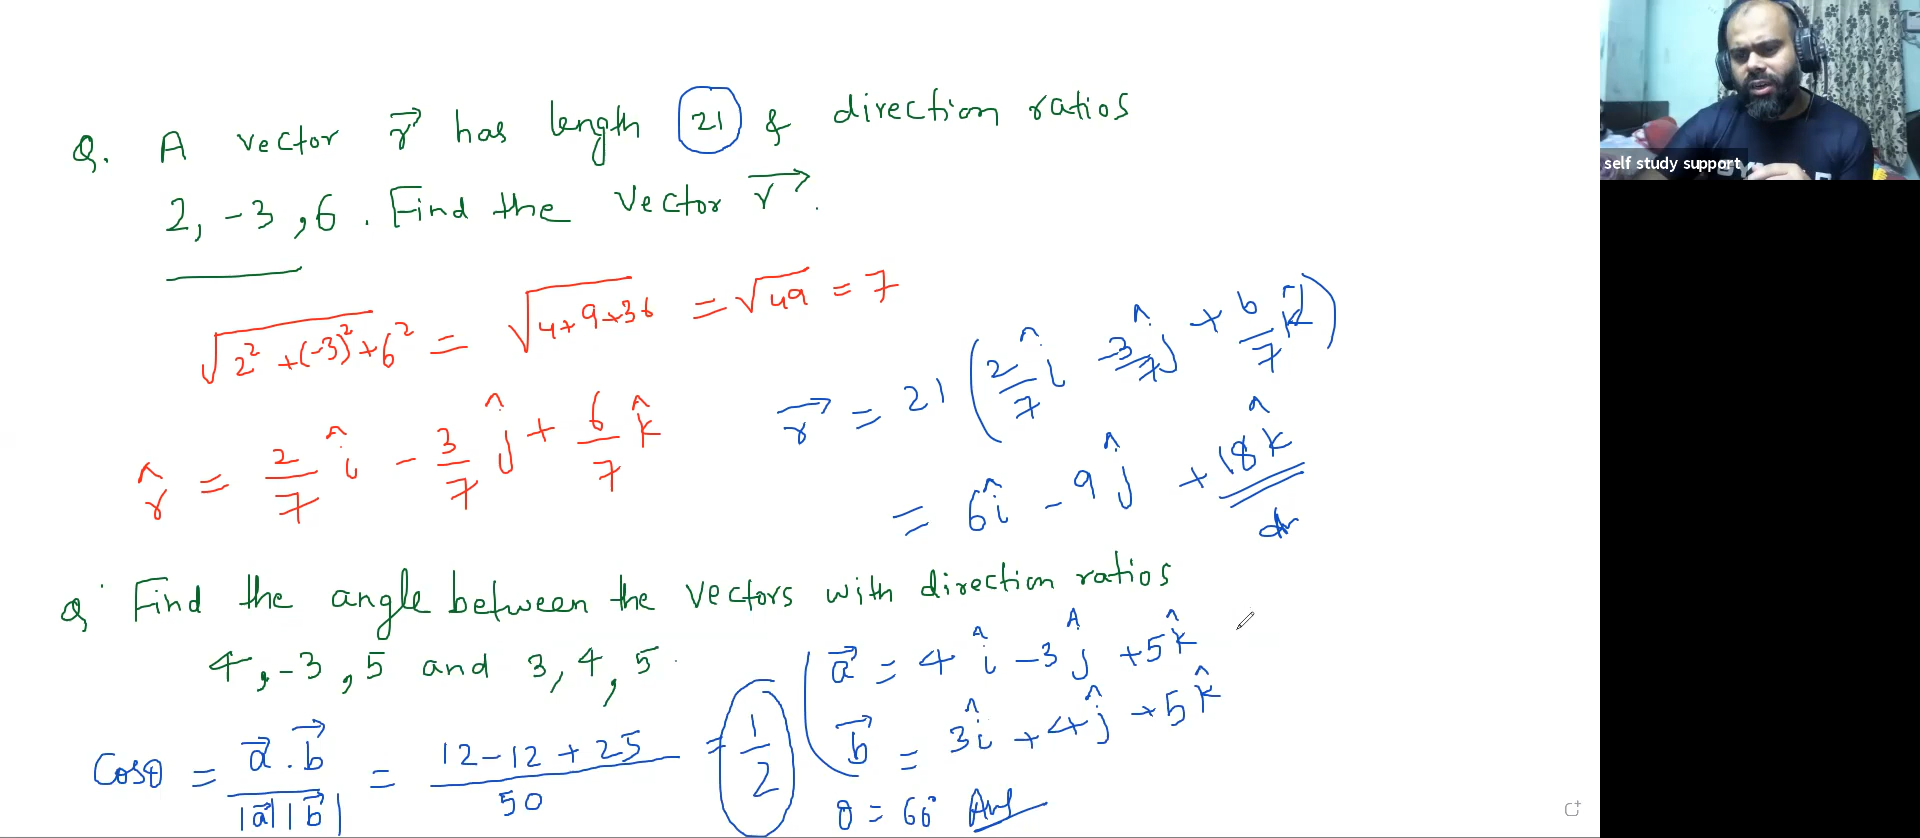 Q. A vector r⃗ has length 21 & direction ratios
2, -3, 6. Find the vector r⃗.
√(2² + (-3)² + 6²) = √(4+9+36) = √49 = 7
r̂ = 2/7 î - 3/7 ĵ + 6/7 k̂
r⃗ = 21 (2/7 î - 3/7 ĵ + 6/7 k̂)
= 6î - 9ĵ + 18k̂
Q. Find the angle between the vectors with direction ratios
4, -3, 5 and 3, 4, 5.
a⃗ = 4î - 3ĵ + 5k̂
b⃗ = 3î + 4ĵ + 5k̂
Cosθ = a⃗ . b⃗ / |a⃗| |b⃗| = 12 - 12 + 25 / 50 = 1/2
θ = 60° Ans
self study support